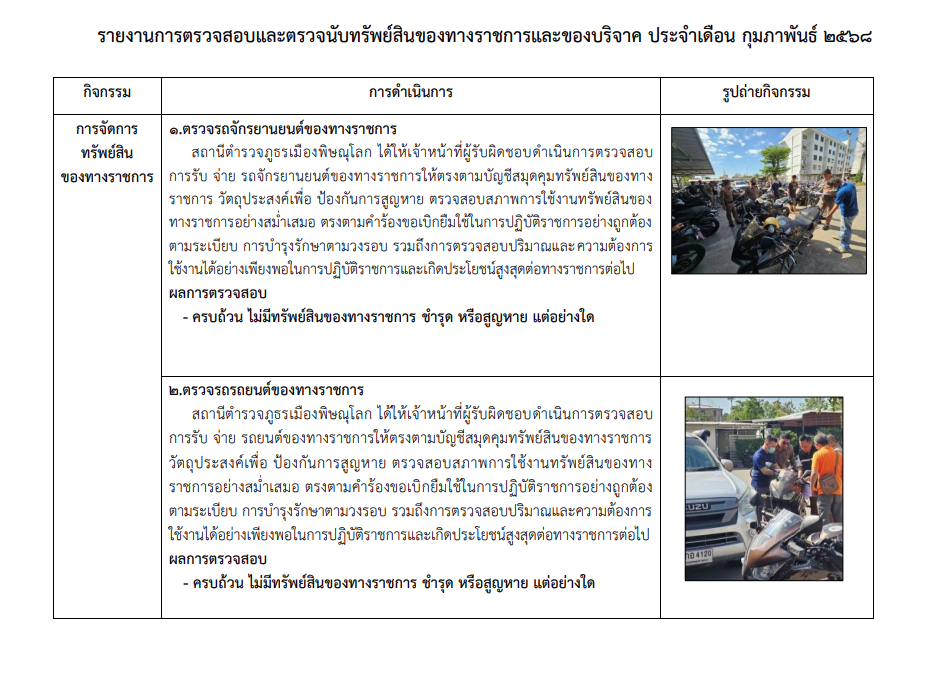 รายงานการตรวจสอบและตรวจนับทรัพย์สินของทางราชการและของบริจาค ประจำเดือน กุมภาพันธ์ ๒๕๖๘
กิจกรรม
การดำเนินการ
รูปถ่ายกิจกรรม
การจัดการ
ทรัพย์สิน
ของทางราชการ
๑.ตรวจรถจักรยานยนต์ของทางราชการ
สถานีตำรวจภูธรเมืองพิษณุโลก ได้ให้เจ้าหน้าที่ผู้รับผิดชอบดำเนินการตรวจสอบ
การรับ จ่าย รถจักรยานยนต์ของทางราชการให้ตรงตามบัญชีสมุดคุมทรัพย์สินของทาง
ราชการ วัตถุประสงค์เพื่อ ป้องกันการสูญหาย ตรวจสอบสภาพการใช้งานทรัพย์สินของ
ทางราชการอย่างสม่ำเสมอ ตรงตามคำร้องขอเบิกยืมใช้ในการปฏิบัติราชการอย่างถูกต้อง
ตามระเบียบ การบำรุงรักษาตามวงรอบ รวมถึงการตรวจสอบปริมาณและความต้องการ
ใช้งานได้อย่างเพียงพอในการปฏิบัติราชการและเกิดประโยชน์สูงสุดต่อทางราชการต่อไป
ผลการตรวจสอบ
- ครบถ้วน ไม่มีทรัพย์สินของทางราชการ ชำรุด หรือสูญหาย แต่อย่างใด
๒.ตรวจรถรถยนต์ของทางราชการ
สถานีตำรวจภูธรเมืองพิษณุโลก ได้ให้เจ้าหน้าที่ผู้รับผิดชอบดำเนินการตรวจสอบ
การรับ จ่าย รถยนต์ของทางราชการให้ตรงตามบัญชีสมุดคุมทรัพย์สินของทางราชการ
วัตถุประสงค์เพื่อ ป้องกันการสูญหาย ตรวจสอบสภาพการใช้งานทรัพย์สินของทาง
ราชการอย่างสม่ำเสมอ ตรงตามคำร้องขอเบิกยืมใช้ในการปฏิบัติราชการอย่างถูกต้อง
ตามระเบียบ การบำรุงรักษาตามวงรอบ รวมถึงการตรวจสอบปริมาณและความต้องการ
ใช้งานได้อย่างเพียงพอในการปฏิบัติราชการและเกิดประโยชน์สูงสุดต่อทางราชการต่อไป
ผลการตรวจสอบ
- ครบถ้วน ไม่มีทรัพย์สินของทางราชการ ชำรุด หรือสูญหาย แต่อย่างใด
ISUZU
4120